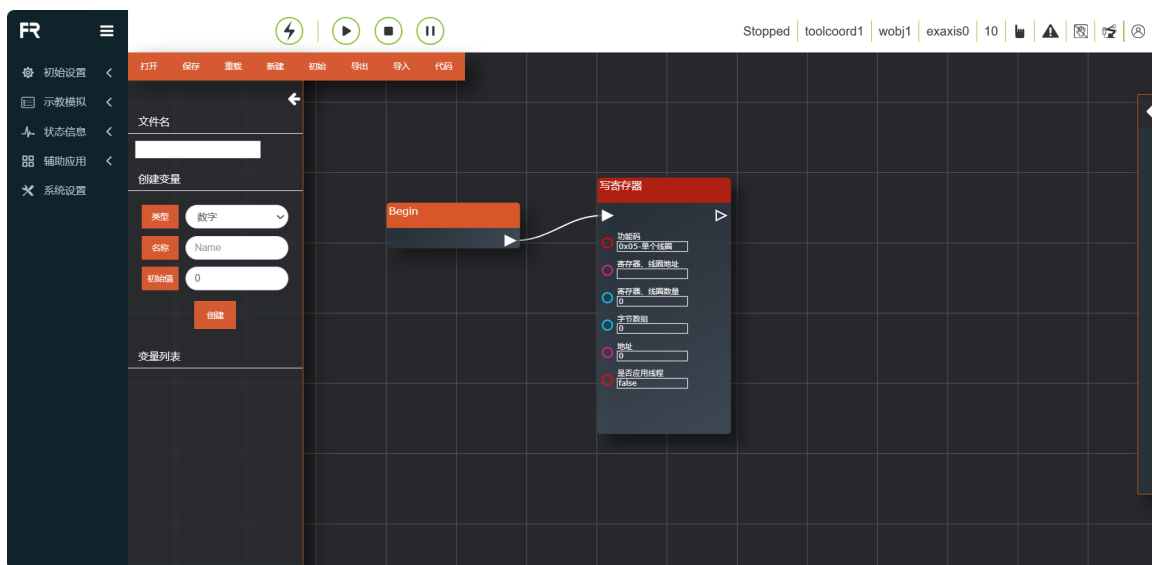 FR
Stopped toolcoord1 wobj1 exaxis0 10
初始设置
示教模拟
状态信息
辅助应用
系统设置
打开 保存 重载 新建 初始 导出 导入 代码
文件名
创建变量
类型 数字
名称 Name
初始值 0
创建
变量列表
Begin
写寄存器
功能码
0x05-单个线圈
寄存器、线圈地址
寄存器、线圈数量
0
字节数组
0
地址
0
是否应用线程
false